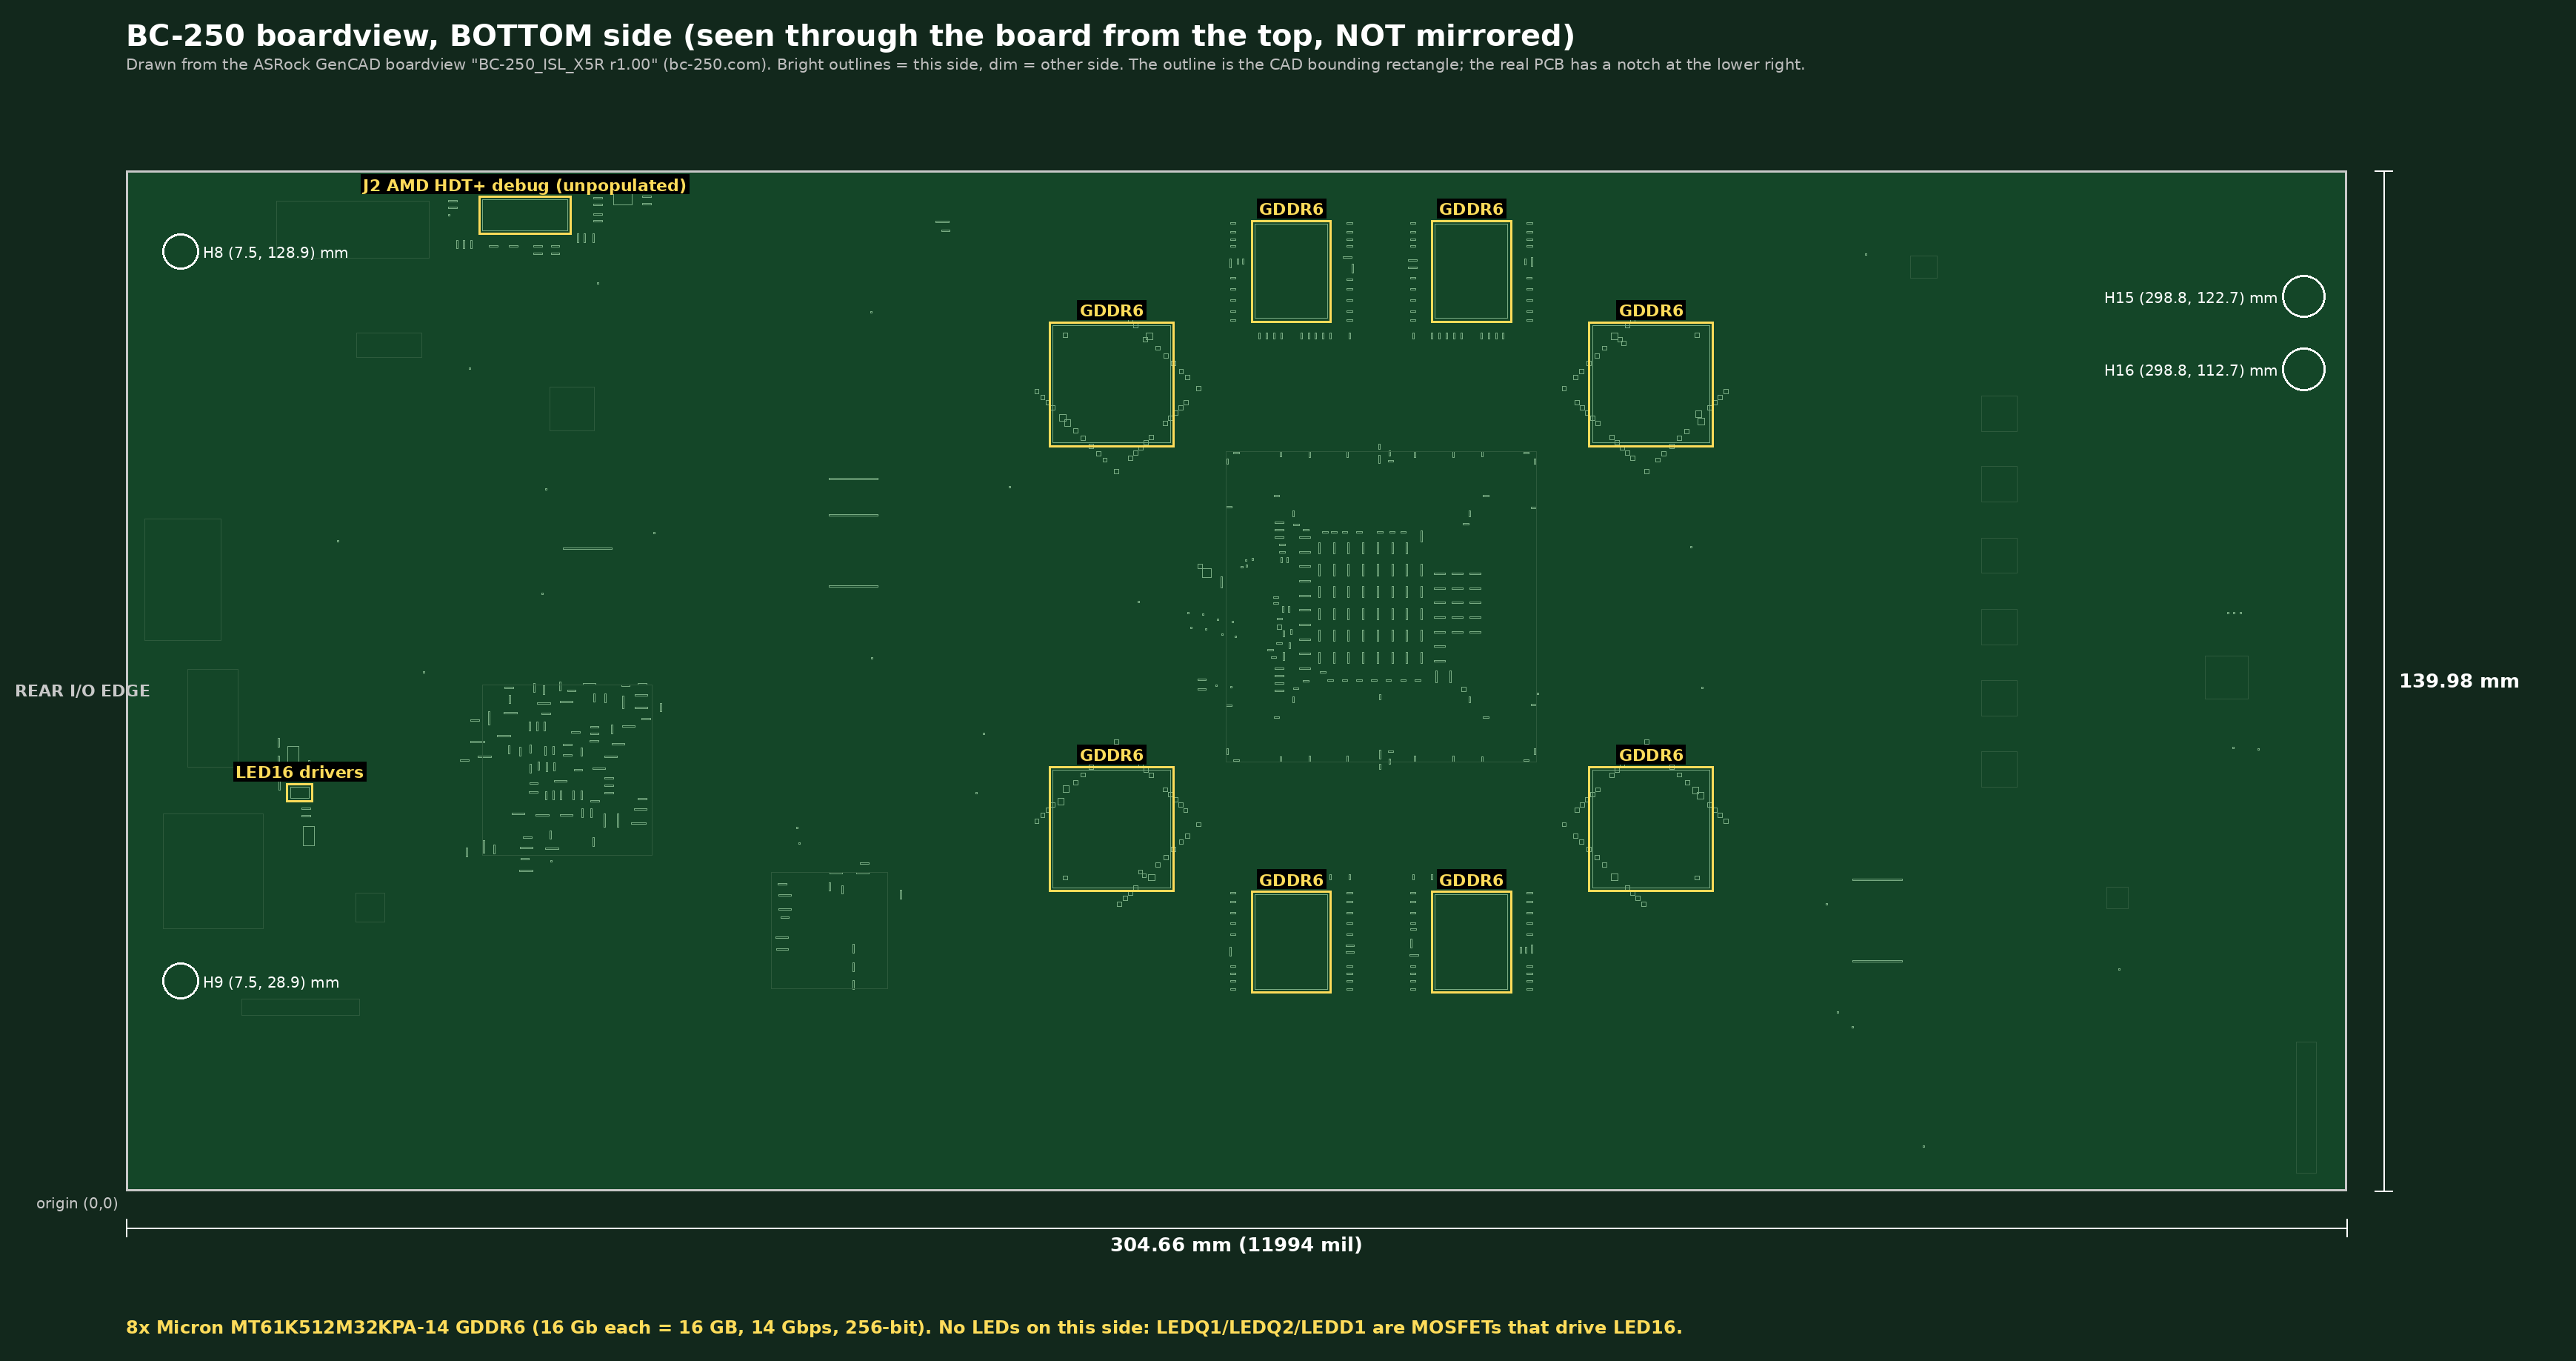 BC-250 boardview, BOTTOM side (seen through the board from the top, NOT mirrored)
Drawn from the ASRock GenCAD boardview "BC-250_ISL_X5R r1.00" (bc-250.com). Bright outlines = this side, dim = other side. The outline is the CAD bounding rectangle; the real PCB has a notch at the lower right.
J2 AMD HDT+ debug (unpopulated)
GDDR6
GDDR6
H8 (7.5, 128.9) mm
H15 (298.8, 122.7) mm
GDDR6
GDDR6
H16 (298.8, 112.7) mm
139.98 mm
REAR I/O EDGE
GDDR6
GDDR6
LED16 drivers
GDDR6
GDDR6
H9 (7.5, 28.9) mm
origin (0,0)
304.66 mm (11994 mil)
8x Micron MT61K512M32KPA-14 GDDR6 (16 Gb each = 16 GB, 14 Gbps, 256-bit). No LEDs on this side: LEDQ1/LEDQ2/LEDD1 are MOSFETs that drive LED16.